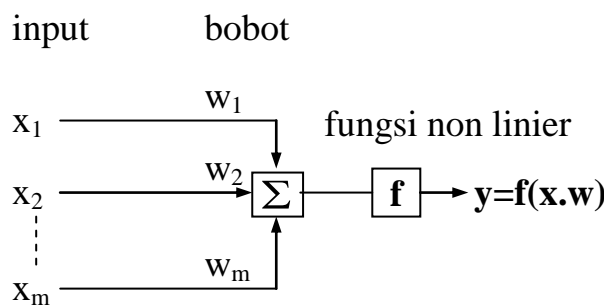 input bobot
w₁
x₁
fungsi non linier
w₂
x₂ Σ f y=f(x.w)
wₘ
xₘ